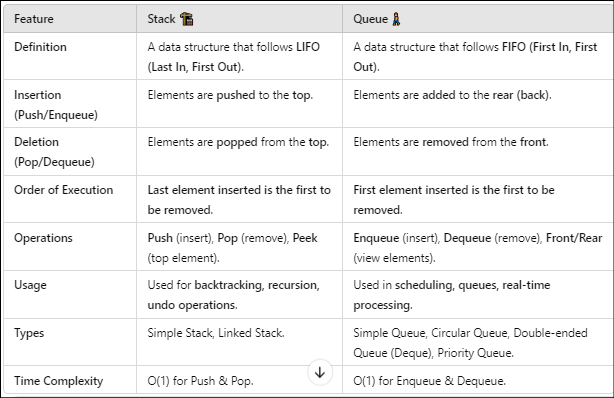 Feature Stack Queue
Definition A data structure that follows LIFO A data structure that follows FIFO (First In, First
(Last In, First Out). Out).
Insertion Elements are pushed to the top. Elements are added to the rear (back).
(Push/Enqueue)
Deletion Elements are popped from the top. Elements are removed from the front.
(Pop/Dequeue)
Order of Execution Last element inserted is the first to First element inserted is the first to be
be removed. removed.
Operations Push (insert), Pop (remove), Peek Enqueue (insert), Dequeue (remove), Front/Rear
(top element). (view elements).
Usage Used for backtracking, recursion, Used in scheduling, queues, real-time
undo operations. processing.
Types Simple Stack, Linked Stack. Simple Queue, Circular Queue, Double-ended
Queue (Deque), Priority Queue.
Time Complexity O(1) for Push & Pop. O(1) for Enqueue & Dequeue.